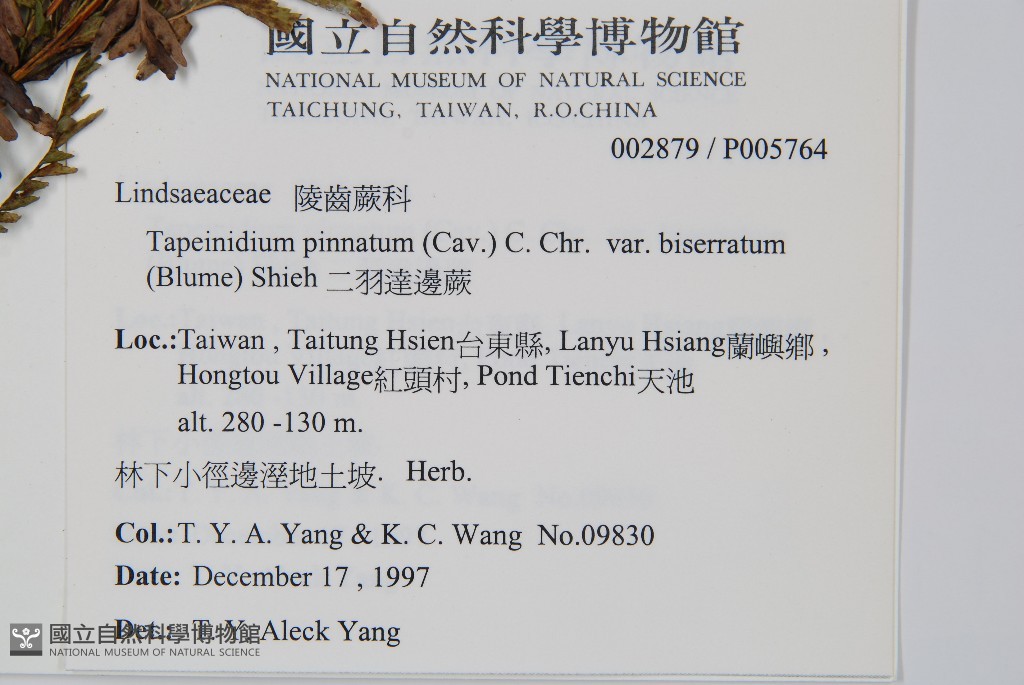 國立自然科學博物館
NATIONAL MUSEUM OF NATURAL SCIENCE
TAICHUNG, TAIWAN, R.O.CHINA
002879 / P005764
Lindsaeaceae 陵齒蕨科
Tapeinidium pinnatum (Cav.) C. Chr. var. biserratum
(Blume) Shieh 二羽達邊蕨
Loc.:Taiwan , Taitung Hsien台東縣, Lanyu Hsiang蘭嶼鄉 ,
Hongtou Village紅頭村, Pond Tienchi天池
alt. 280 -130 m.
林下小徑邊溼地土坡. Herb.
Col.:T. Y. A. Yang & K. C. Wang No.09830
Date: December 17 , 1997
Det.: T. Y. Aleck Yang
國立自然科學博物館
NATIONAL MUSEUM OF NATURAL SCIENCE